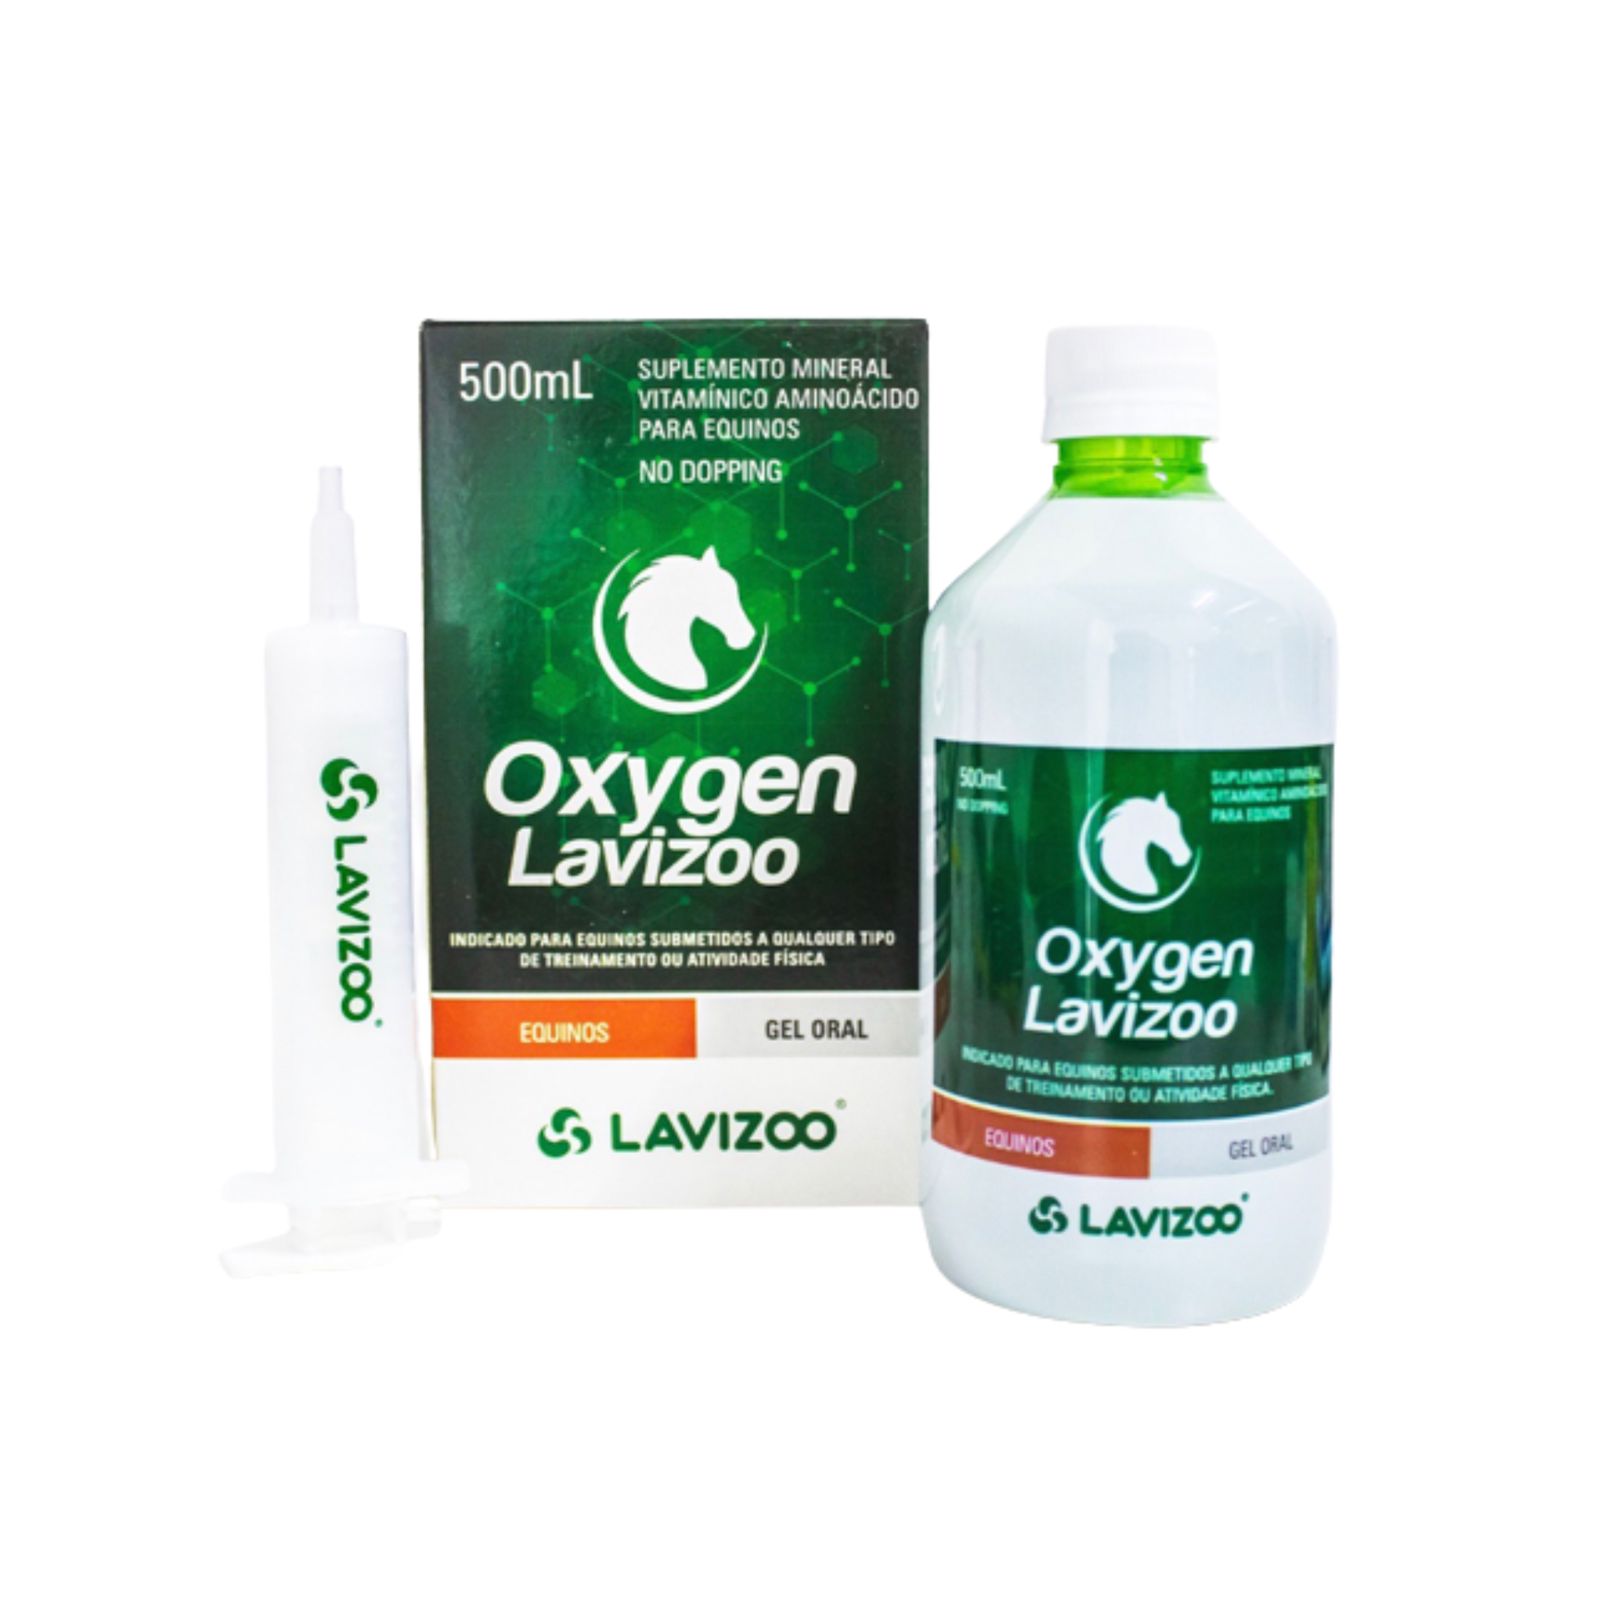 LAVIZOO
500mL
SUPLEMENTO MINERAL
VITAMÍNICO AMINOÁCIDO
PARA EQUINOS
NO DOPPING
Oxygen
Lavizoo
INDICADO PARA EQUINOS SUBMETIDOS A QUALQUER TIPO
DE TREINAMENTO OU ATIVIDADE FÍSICA
EQUINOS
GEL ORAL
LAVIZOO®
500mL
NO DOPPING
SUPLEMENTO MINERAL
VITAMÍNICO AMINOÁCIDO
PARA EQUINOS
Oxygen
Lavizoo
INDICADO PARA EQUINOS SUBMETIDOS A QUALQUER TIPO
DE TREINAMENTO OU ATIVIDADE FÍSICA.
EQUINOS
GEL ORAL
LAVIZOO®